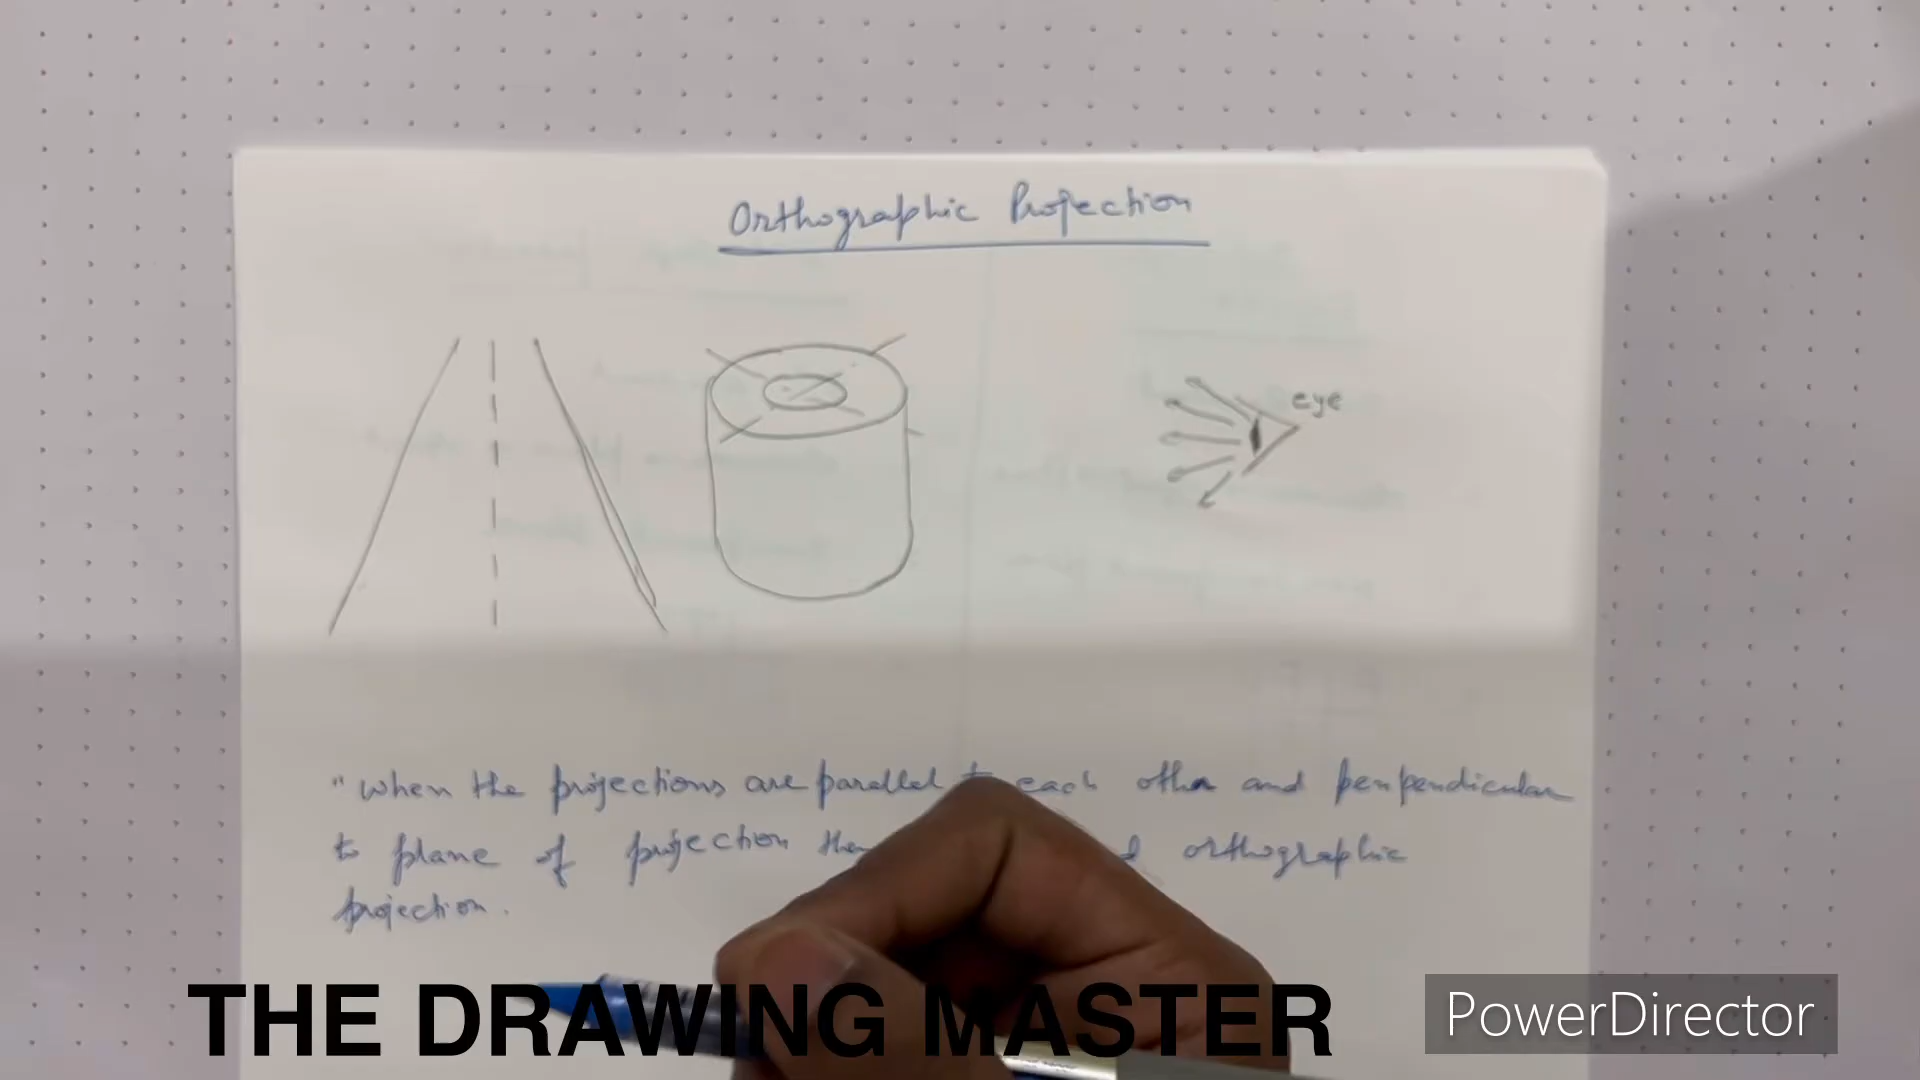 Orthographic Projection
eye
"When the projections are parallel each other and perpendicular
to plane of projection then orthographic
projection.
THE DRAWING MASTER
PowerDirector